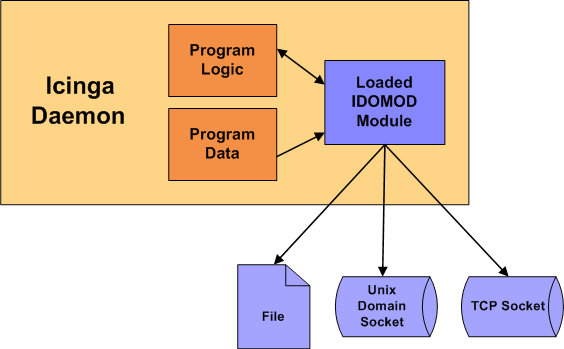 Icinga
Daemon
Program
Logic
Program
Data
Loaded
IDOMOD
Module
File
Unix
Domain
Socket
TCP Socket